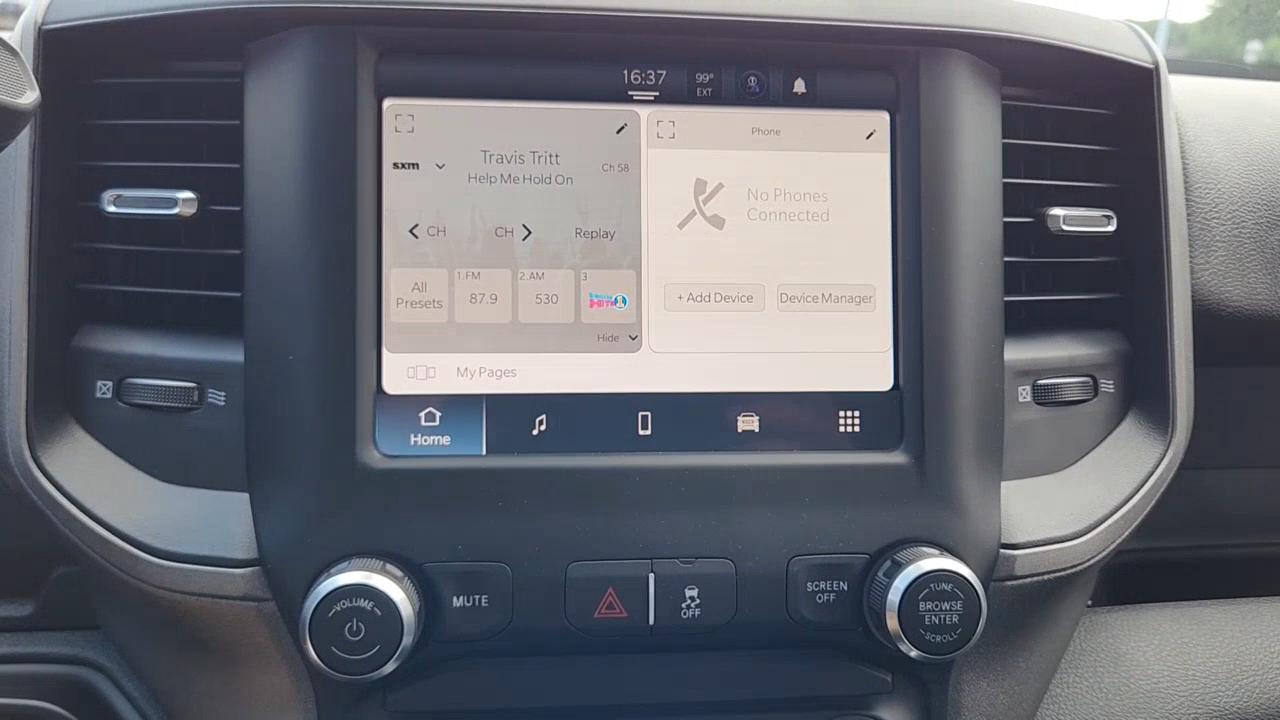 16:37
99°
EXT
sxm
Travis Tritt
Ch 58
Help Me Hold On
CH
CH
Replay
All
Presets
1.FM
87.9
2.AM
530
3
Hide
Phone
No Phones
Connected
+ Add Device
Device Manager
My Pages
Home
VOLUME
MUTE
OFF
SCREEN
OFF
TUNE
BROWSE
ENTER
SCROLL